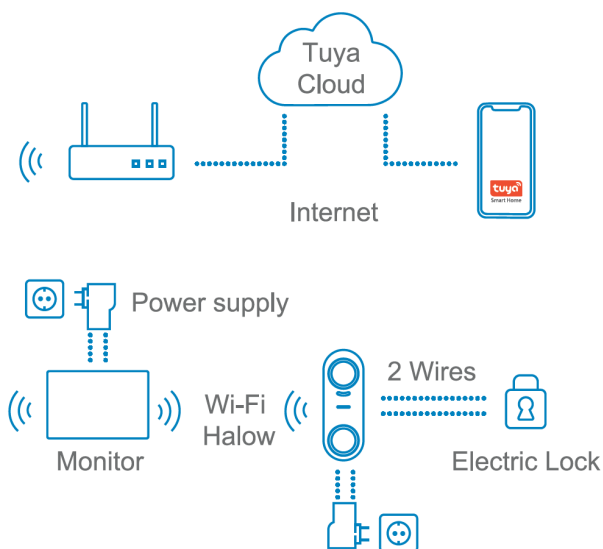 Tuya
Cloud
tuya
Smart Home
Internet
Power supply
Wi-Fi
Halow
2 Wires
Monitor
Electric Lock